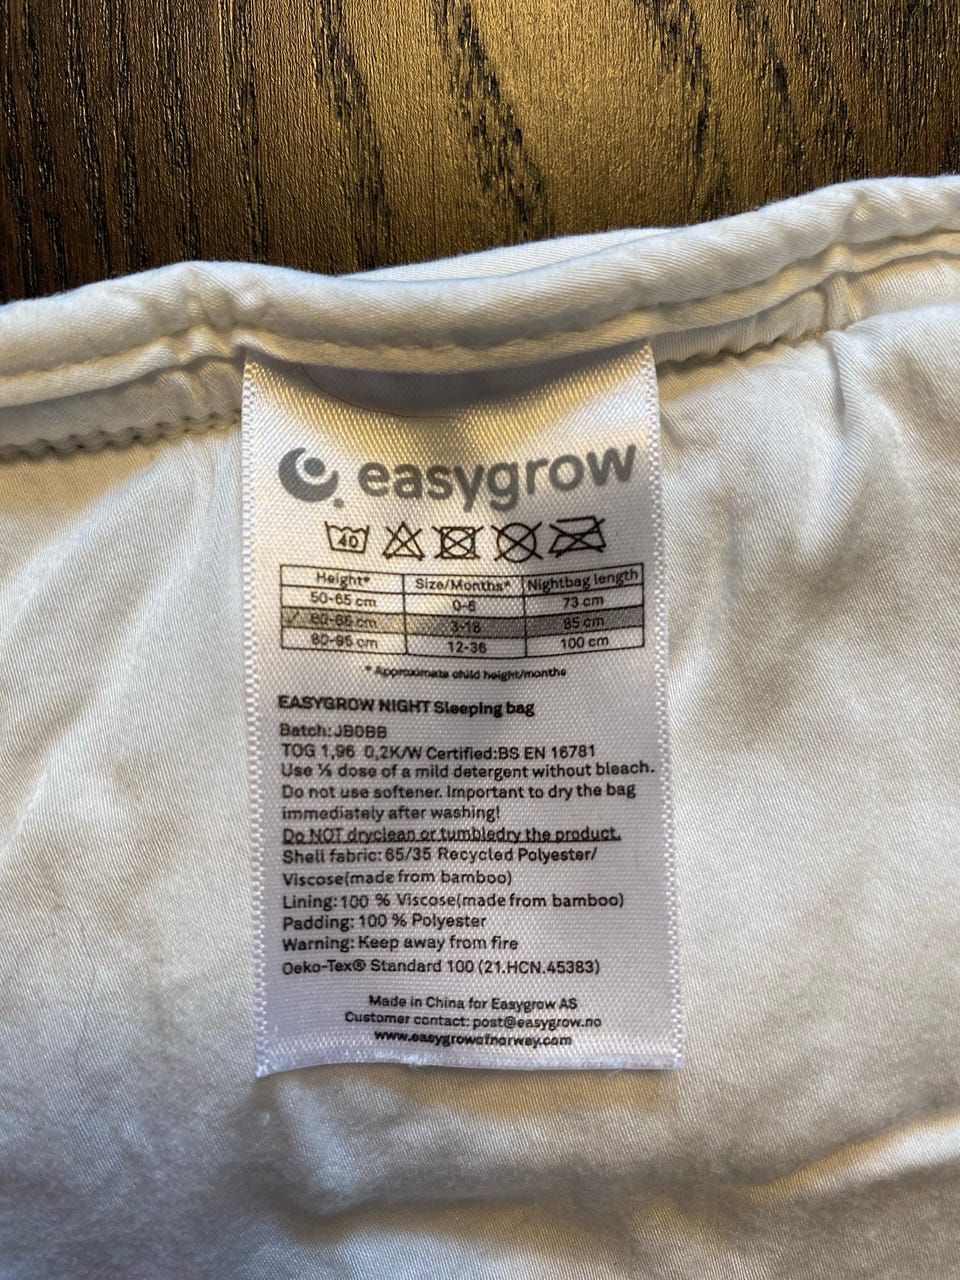 easygrow
40
Height* Size/Months* Nightbag length
50-65 cm 0-6 73 cm
✓ 60-86 cm 3-18 85 cm
80-95 cm 12-36 100 cm
* Approximate child height/months
EASYGROW NIGHT Sleeping bag
Batch: JB0BB
TOG 1,96 0,2K/W Certified:BS EN 16781
Use ⅓ dose of a mild detergent without bleach.
Do not use softener. Important to dry the bag
immediately after washing!
Do NOT dryclean or tumbledry the product.
Shell fabric: 65/35 Recycled Polyester/
Viscose(made from bamboo)
Lining: 100 % Viscose(made from bamboo)
Padding: 100 % Polyester
Warning: Keep away from fire
Oeko-Tex® Standard 100 (21.HCN.45383)
Made in China for Easygrow AS
Customer contact: post@easygrow.no
www.easygrowofnorway.com